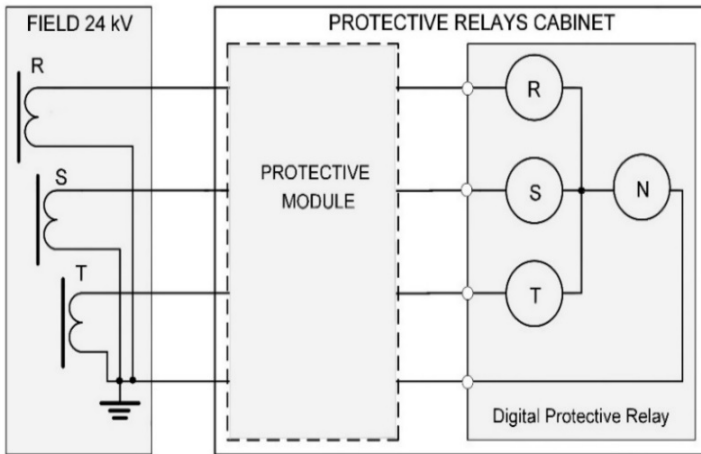 FIELD 24 kV
PROTECTIVE RELAYS CABINET
R
S
T
PROTECTIVE
MODULE
R
S
T
N
Digital Protective Relay